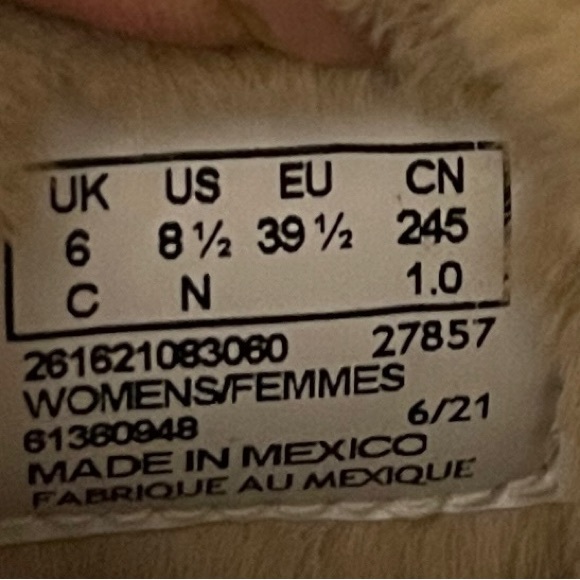 UK US EU CN
6 8 ½ 39 ½ 245
C N 1.0
261621083060 27857
WOMENS/FEMMES
61360948 6/21
MADE IN MEXICO
FABRIQUE AU MEXIQUE